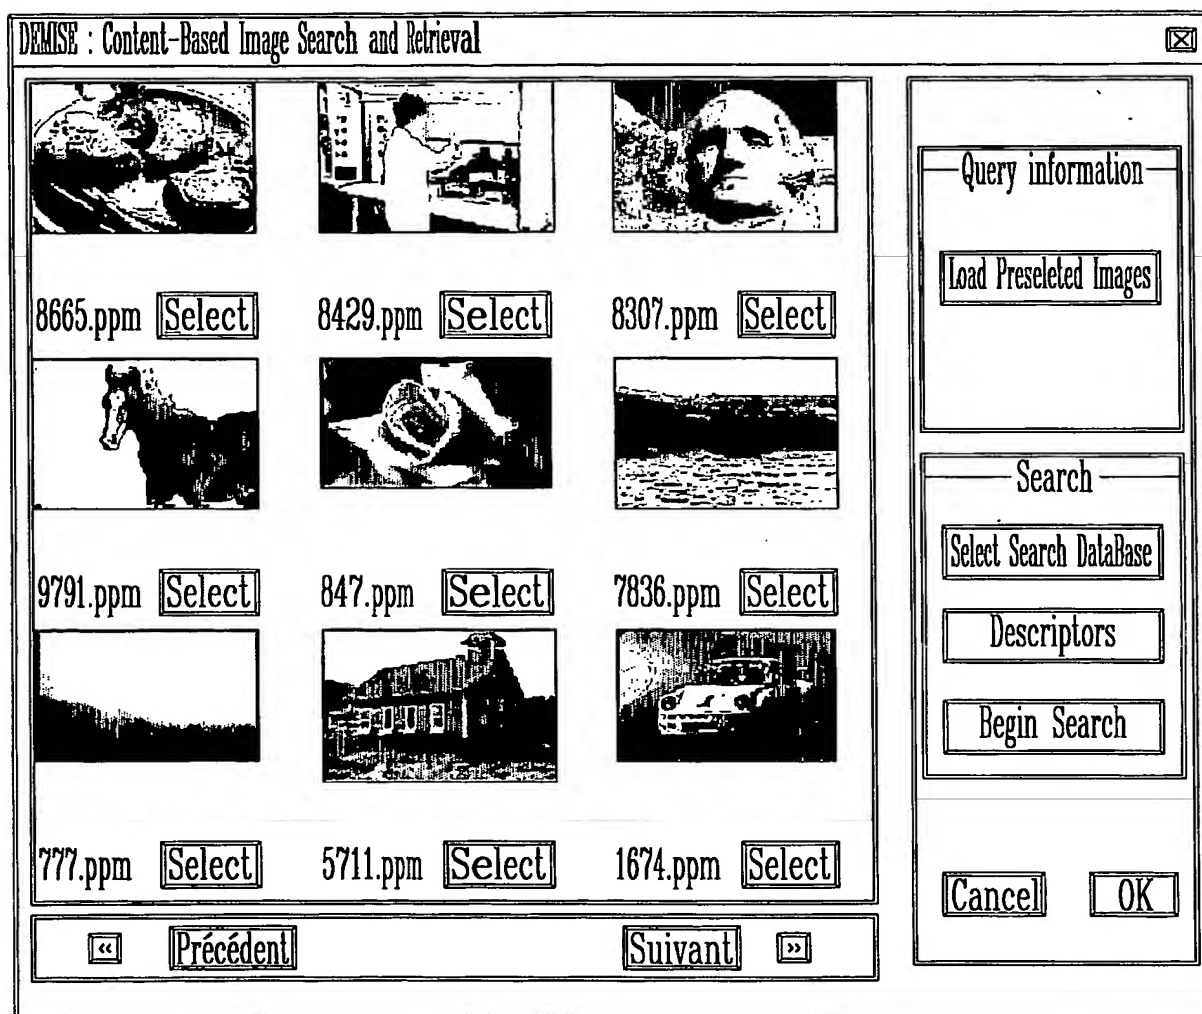 DEMISE : Content-Based Image Search and Retrieval
8665.ppm Select 8429.ppm Select 8307.ppm Select
9791.ppm Select 847.ppm Select 7836.ppm Select
777.ppm Select 5711.ppm Select 1674.ppm Select
« Précédent Suivant »
Query information
Load Preseleted Images
Search
Select Search DataBase
Descriptors
Begin Search
Cancel OK